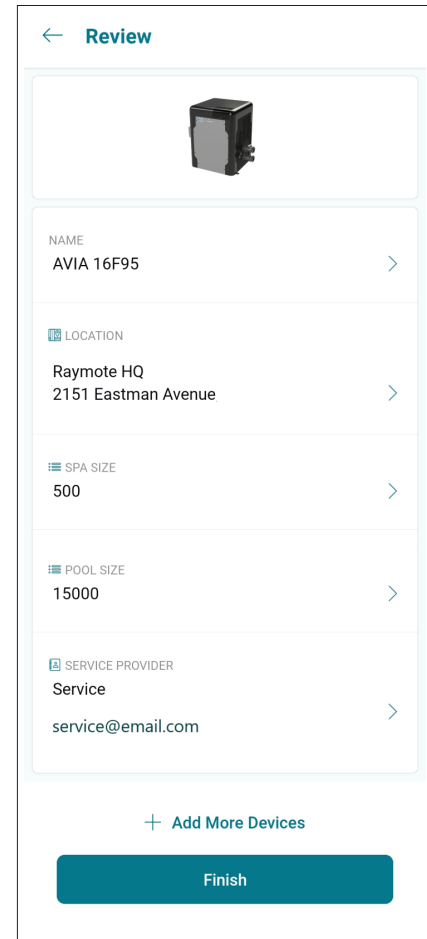 Review
NAME
AVIA 16F95
LOCATION
Raymote HQ
2151 Eastman Avenue
SPA SIZE
500
POOL SIZE
15000
SERVICE PROVIDER
Service
service@email.com
Add More Devices
Finish